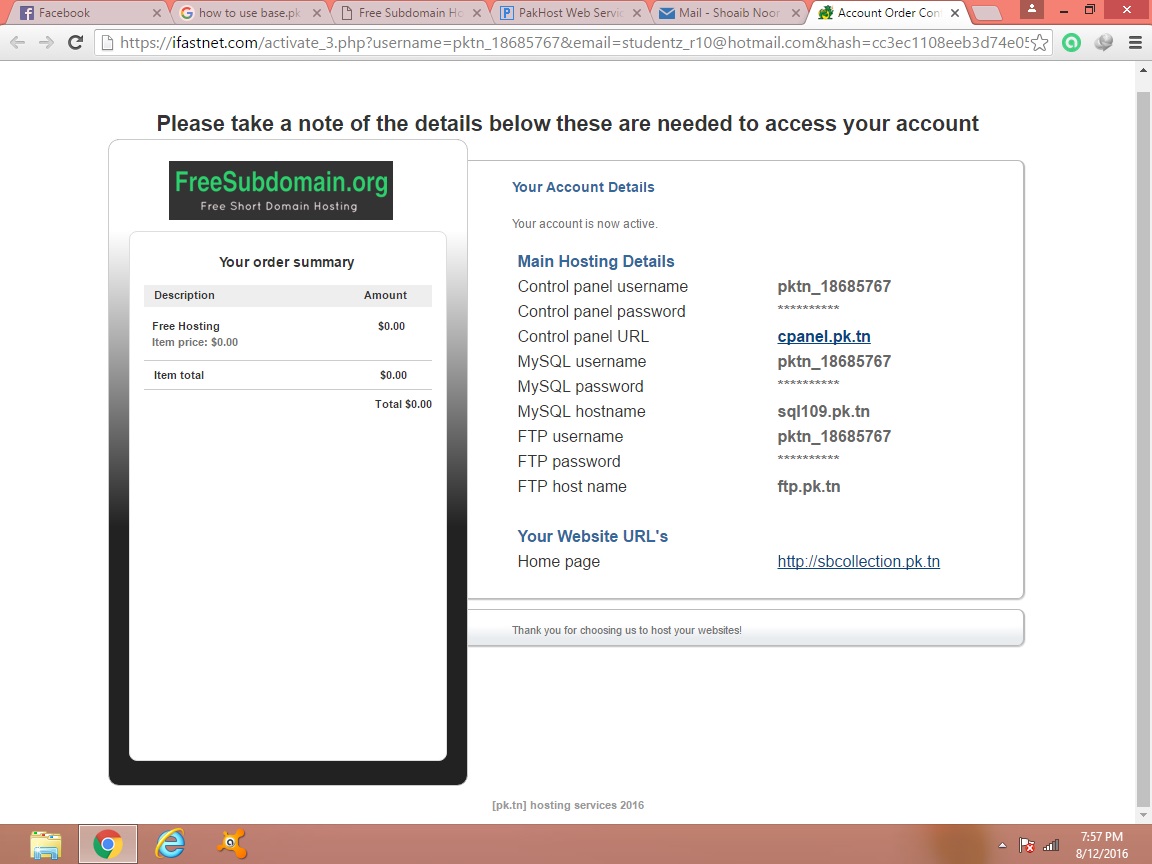 Facebook
how to use base.pk
Free Subdomain Ho
PakHost Web Servic
Mail - Shoaib Noor
Account Order Con
https://ifastnet.com/activate_3.php?username=pktn_18685767&email=studentz_r10@hotmail.com&hash=cc3ec1108eeb3d74e05
Please take a note of the details below these are needed to access your account
FreeSubdomain.org
Free Short Domain Hosting
Your order summary
Description Amount
Free Hosting $0.00
Item price: $0.00
Item total $0.00
Total $0.00
Your Account Details
Your account is now active.
Main Hosting Details
Control panel username pktn_18685767
Control panel password **********
Control panel URL cpanel.pk.tn
MySQL username pktn_18685767
MySQL password **********
MySQL hostname sql109.pk.tn
FTP username pktn_18685767
FTP password **********
FTP host name ftp.pk.tn
Your Website URL's
Home page http://sbcollection.pk.tn
Thank you for choosing us to host your websites!
[pk.tn] hosting services 2016
7:57 PM
8/12/2016